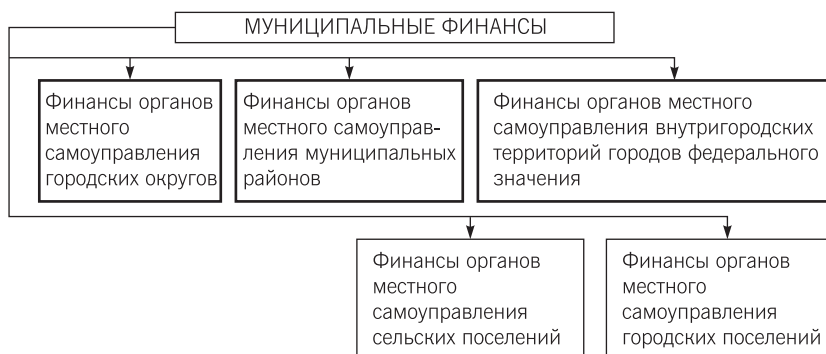 МУНИЦИПАЛЬНЫЕ ФИНАНСЫ
Финансы органов
местного
самоуправления
городских округов
Финансы органов
местного самоуправ-
ления муниципальных
районов
Финансы органов местного
самоуправления внутригородских
территорий городов федерального
значения
Финансы органов
местного
самоуправления
сельских поселений
Финансы органов
местного
самоуправления
городских поселений